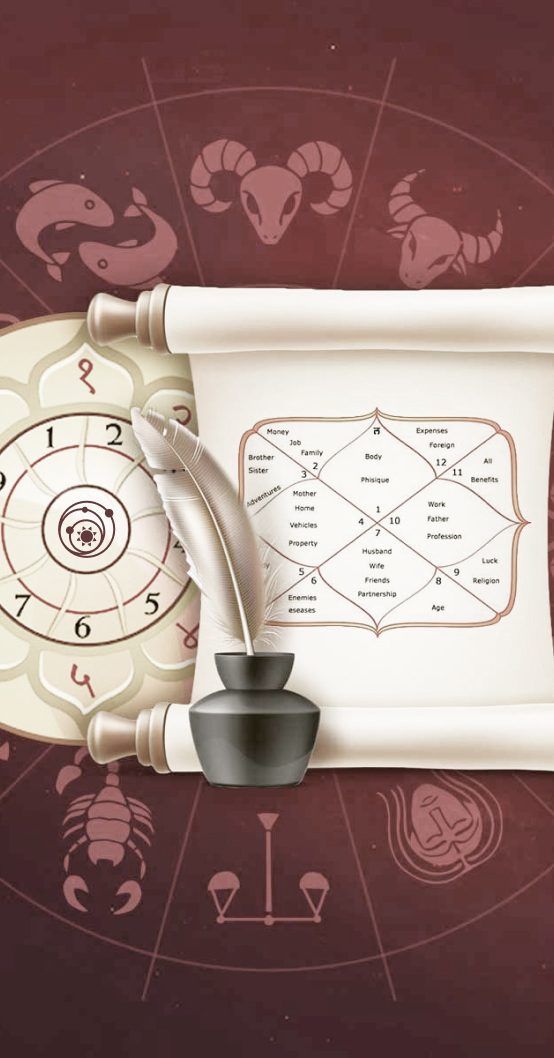 १
1
2
9
7
6
5
५
Money
Job
Family
Brother
Sister
2
3
Adventures
Body
Phisique
Expenses
Foreign
12
11
All
Benefits
Mother
Home
Vehicles
Property
1
4
10
7
Work
Father
Profession
Husband
Wife
Friends
Partnership
5
6
Enemies
eseases
8
9
Luck
Religion
Age